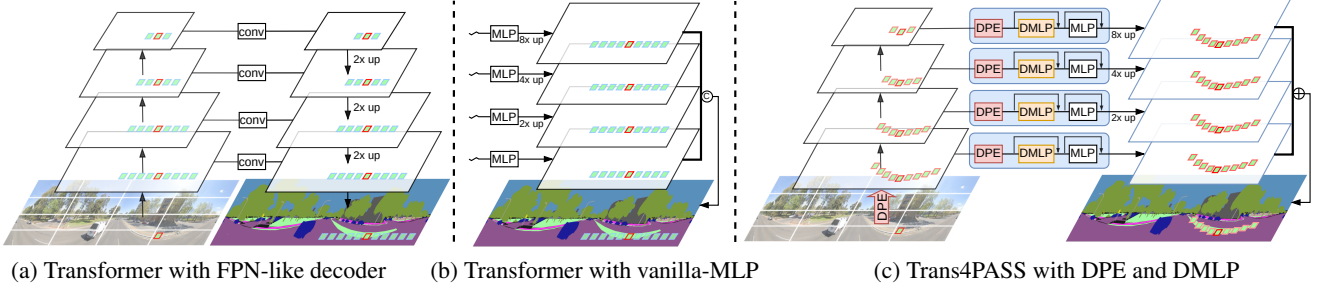 conv
2x up
conv
2x up
conv
2x up
conv
MLP
8x up
MLP
4x up
MLP
2x up
MLP
C
DPE
DMLP
MLP
8x up
DPE
DMLP
MLP
4x up
DPE
DMLP
MLP
2x up
DPE
DMLP
MLP
DPE
(a) Transformer with FPN-like decoder
(b) Transformer with vanilla-MLP
(c) Trans4PASS with DPE and DMLP